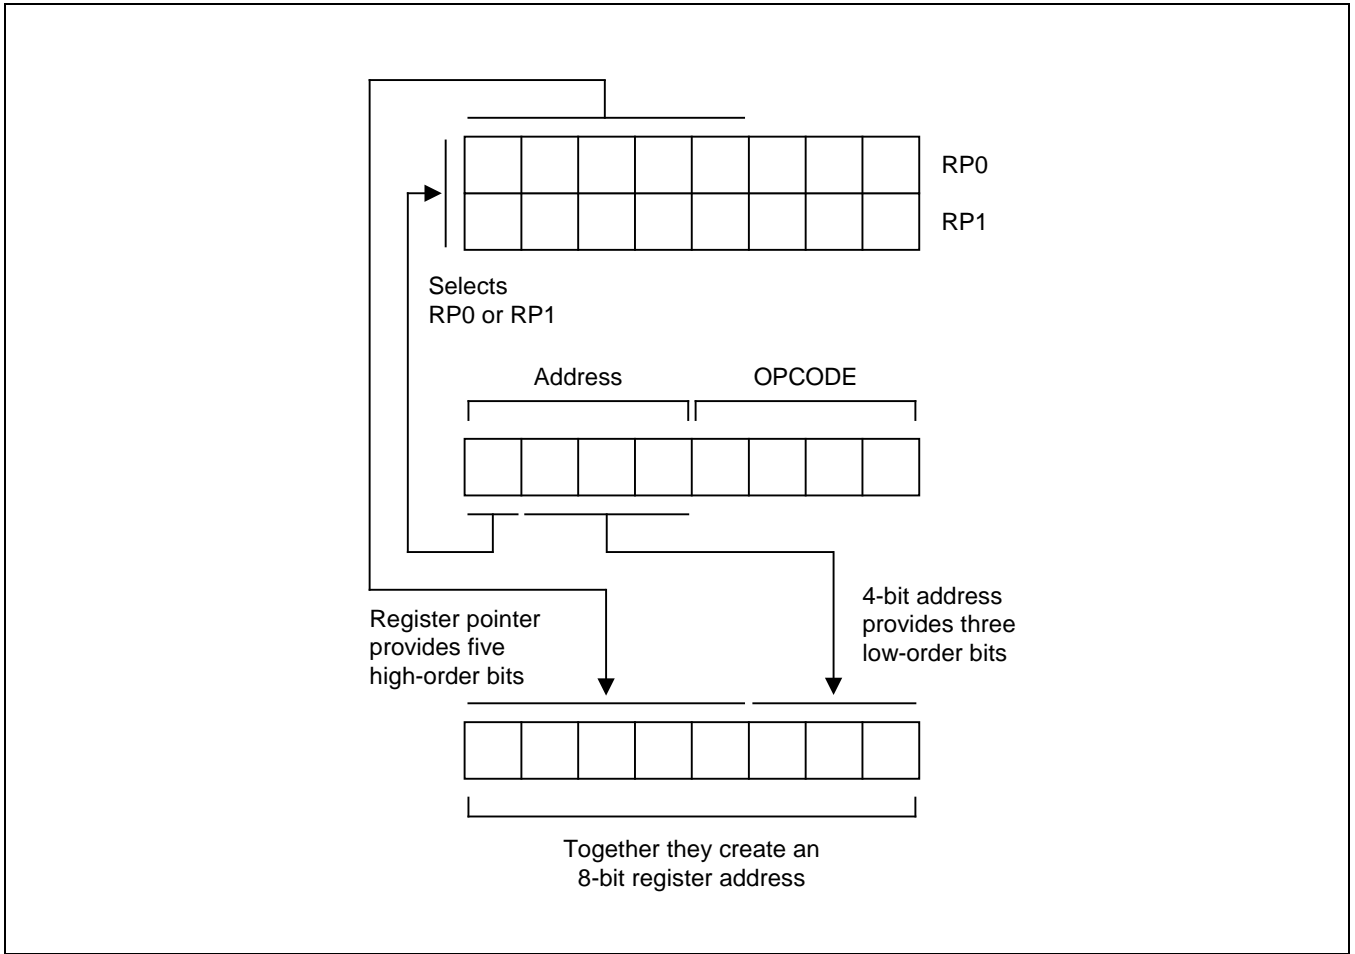 RP0
RP1
Selects
RP0 or RP1
Address
OPCODE
Register pointer
provides five
high-order bits
4-bit address
provides three
low-order bits
Together they create an
8-bit register address